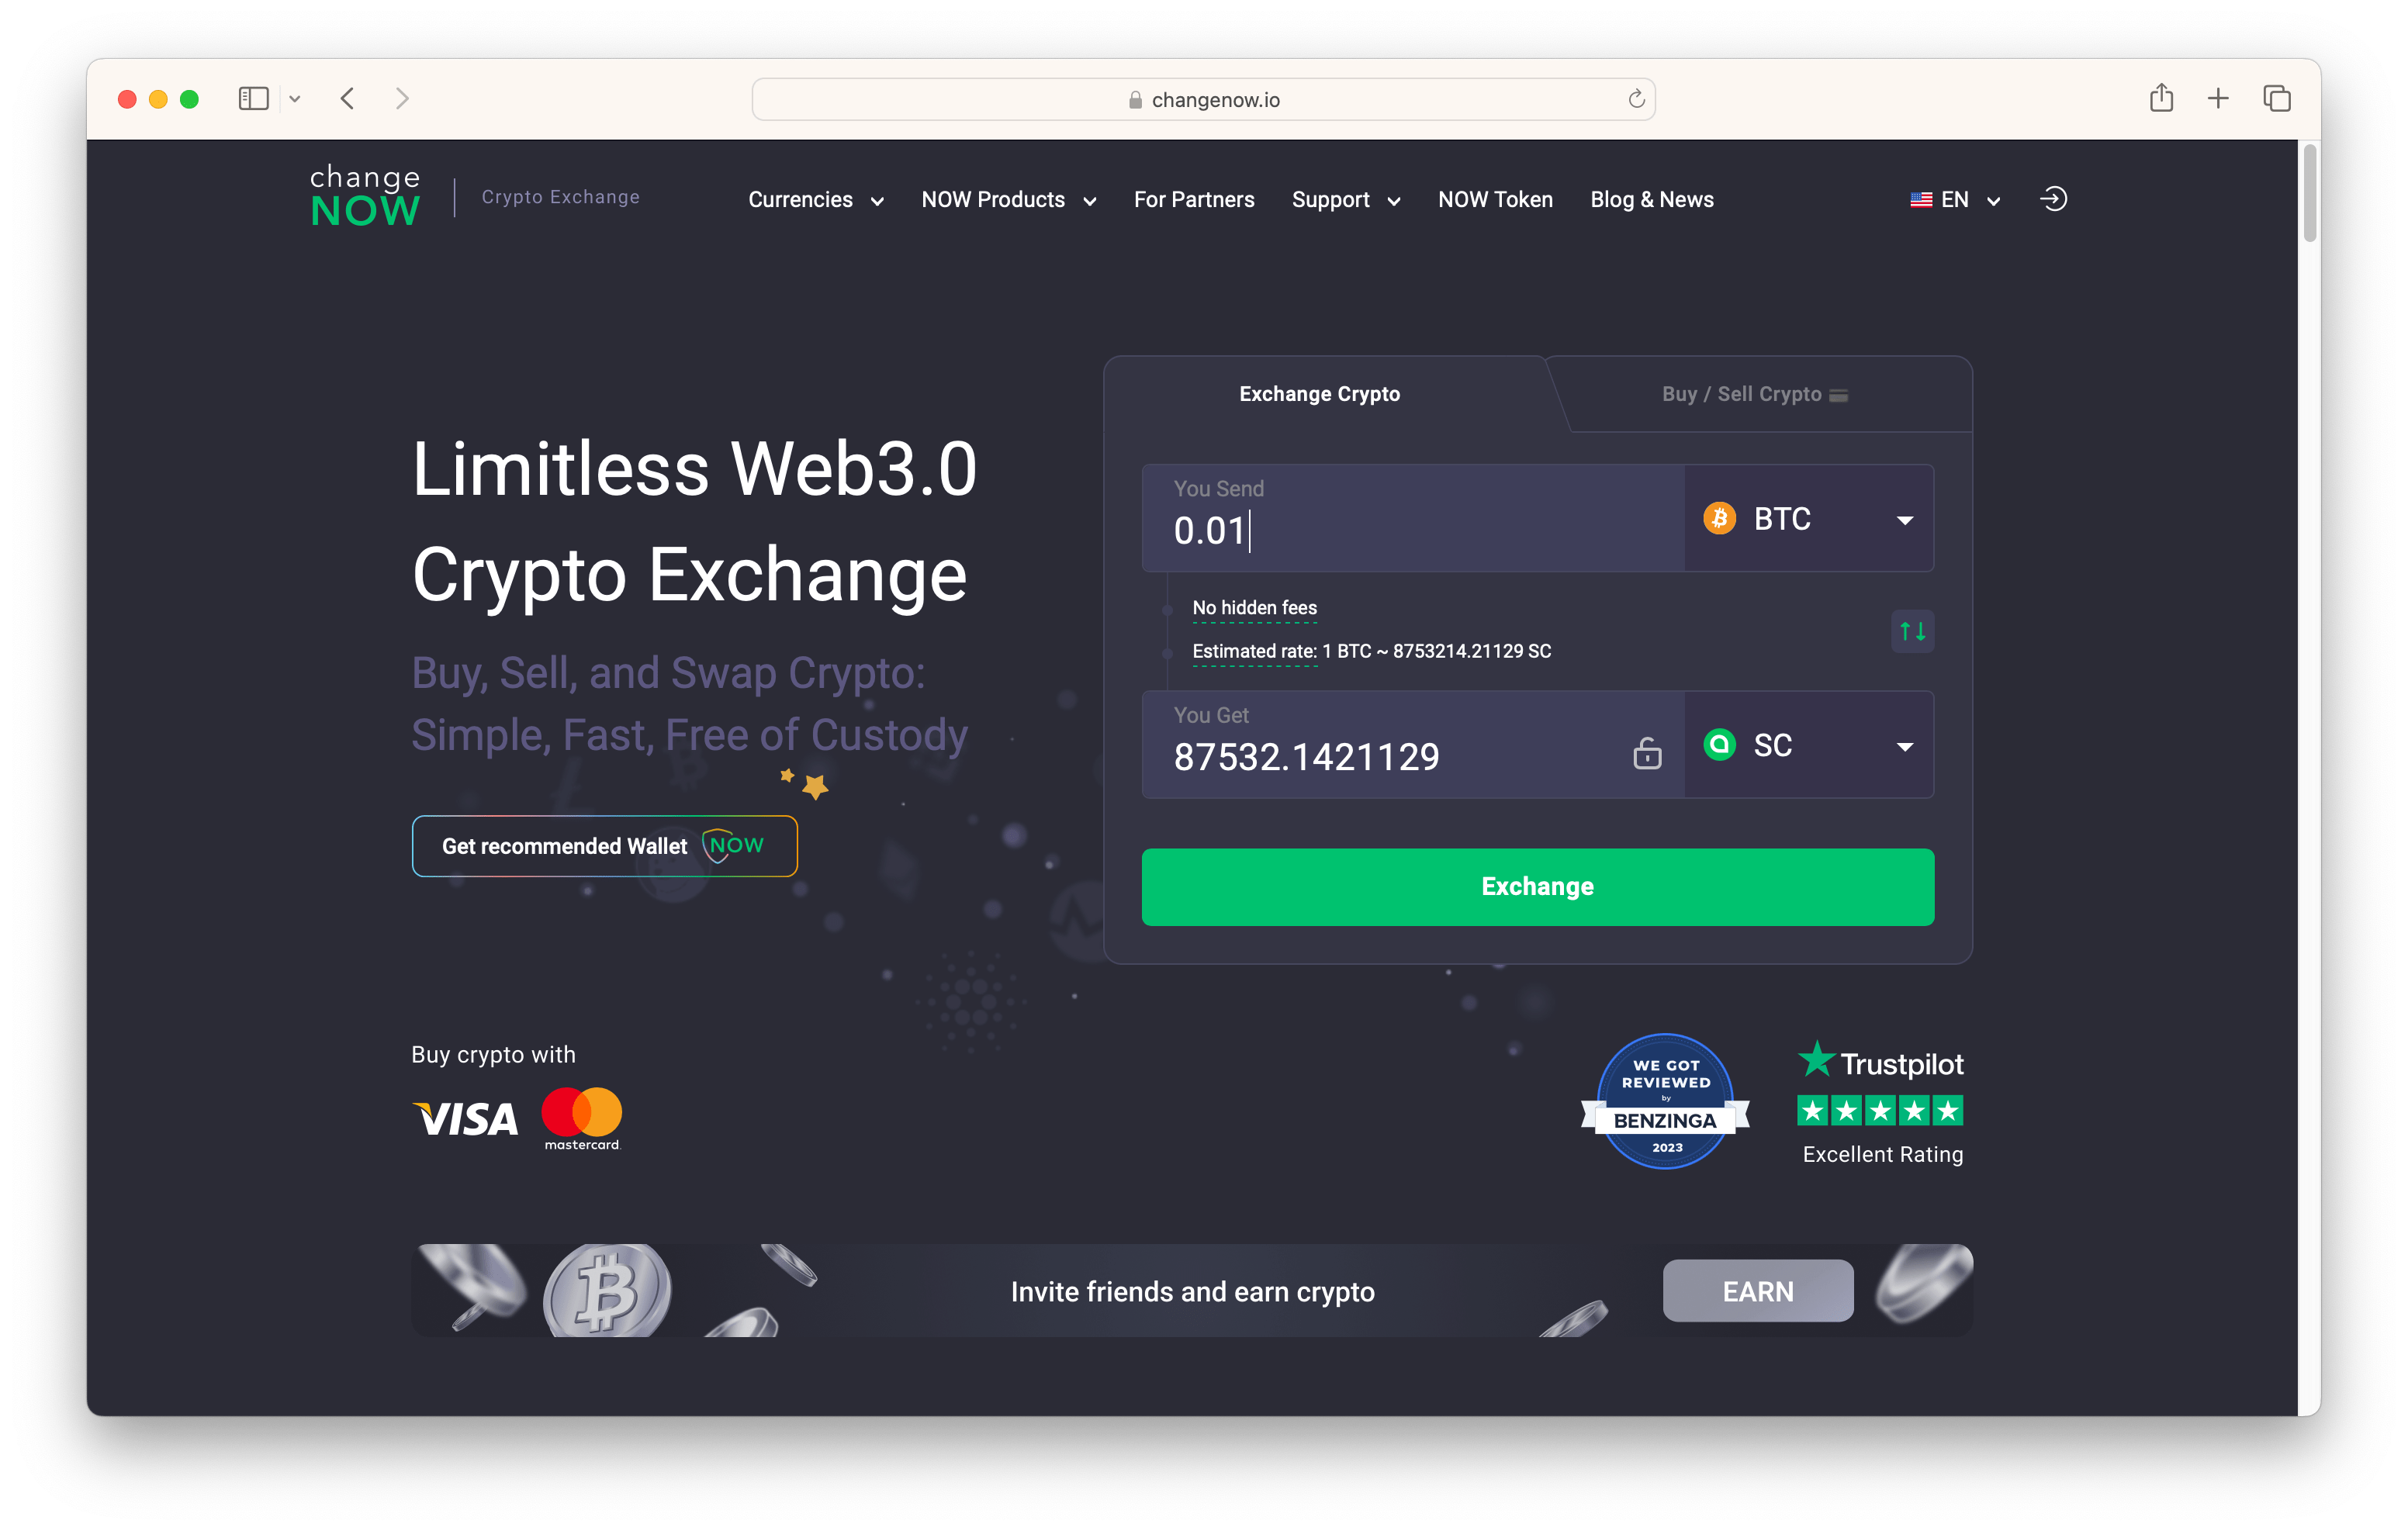 changenow.io
change
NOW
Crypto Exchange
Currencies
NOW Products
For Partners
Support
NOW Token
Blog & News
EN
Limitless Web3.0
Crypto Exchange
Buy, Sell, and Swap Crypto:
Simple, Fast, Free of Custody
Get recommended Wallet NOW
Exchange Crypto
Buy / Sell Crypto
You Send
0.01
BTC
No hidden fees
Estimated rate: 1 BTC ~ 8753214.21129 SC
You Get
87532.1421129
SC
Exchange
Buy crypto with
VISA
mastercard.
WE GOT
REVIEWED
by
BENZINGA
2023
Trustpilot
Excellent Rating
Invite friends and earn crypto
EARN